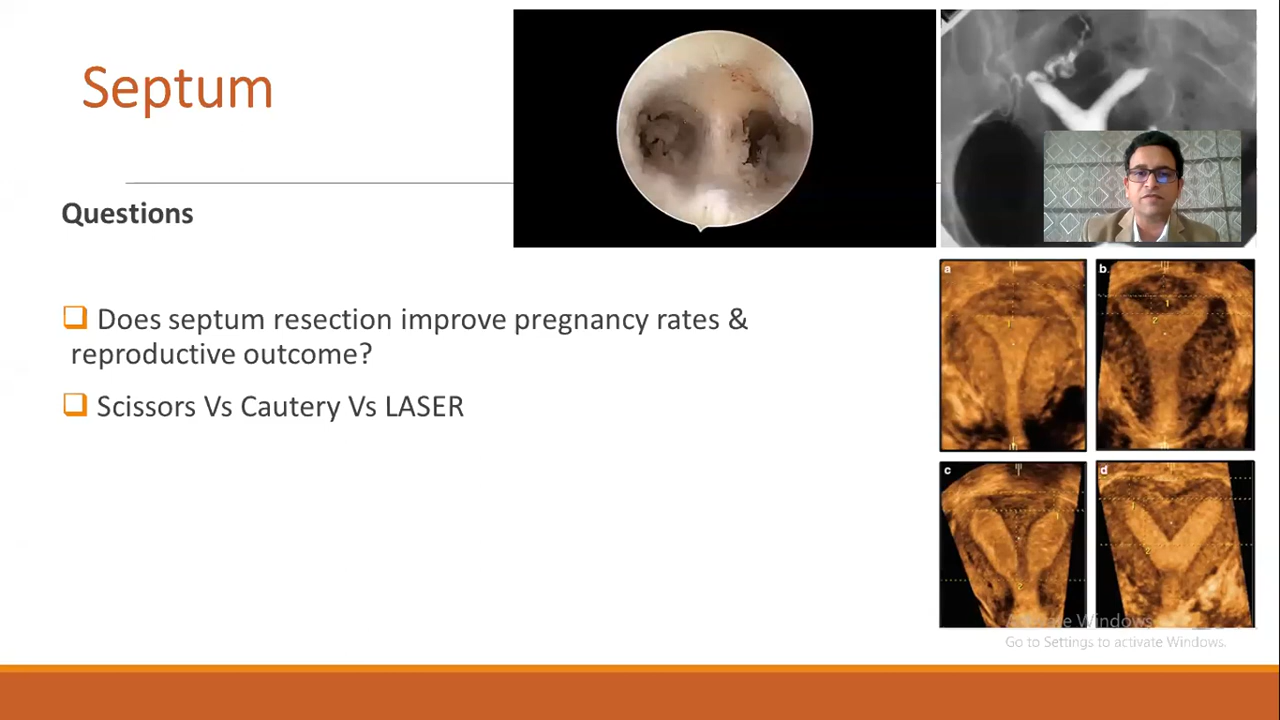 Septum
Questions
Does septum resection improve pregnancy rates &
reproductive outcome?
Scissors Vs Cautery Vs LASER
a
b
c
d
Activate Windows
Go to Settings to activate Windows.